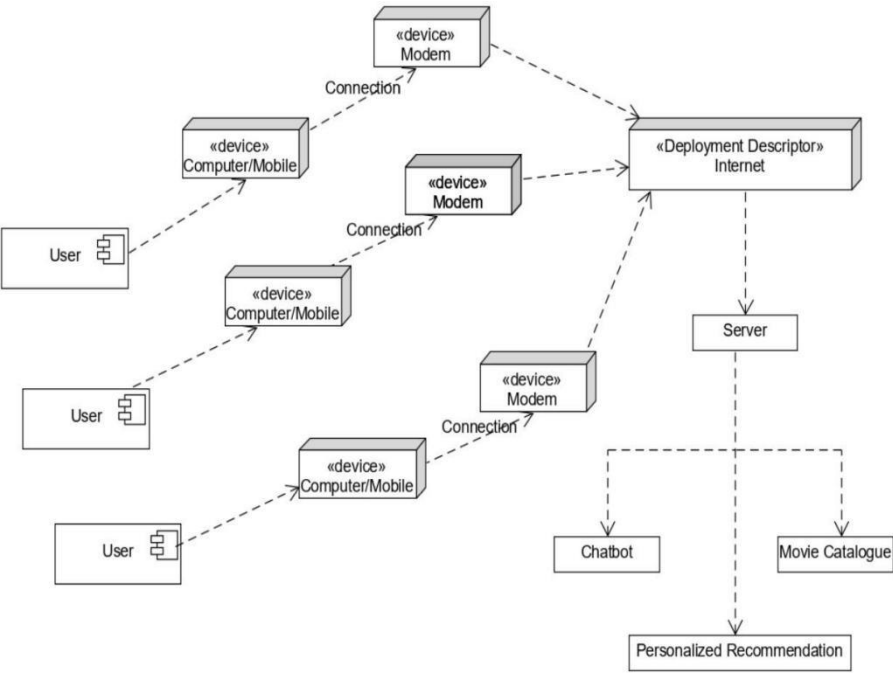 «device»
Modem
Connection
«device»
Computer/Mobile
«Deployment Descriptor»
Internet
«device»
Modem
Connection
User
«device»
Computer/Mobile
Server
«device»
Modem
User
Connection
«device»
Computer/Mobile
User
Chatbot
Movie Catalogue
Personalized Recommendation